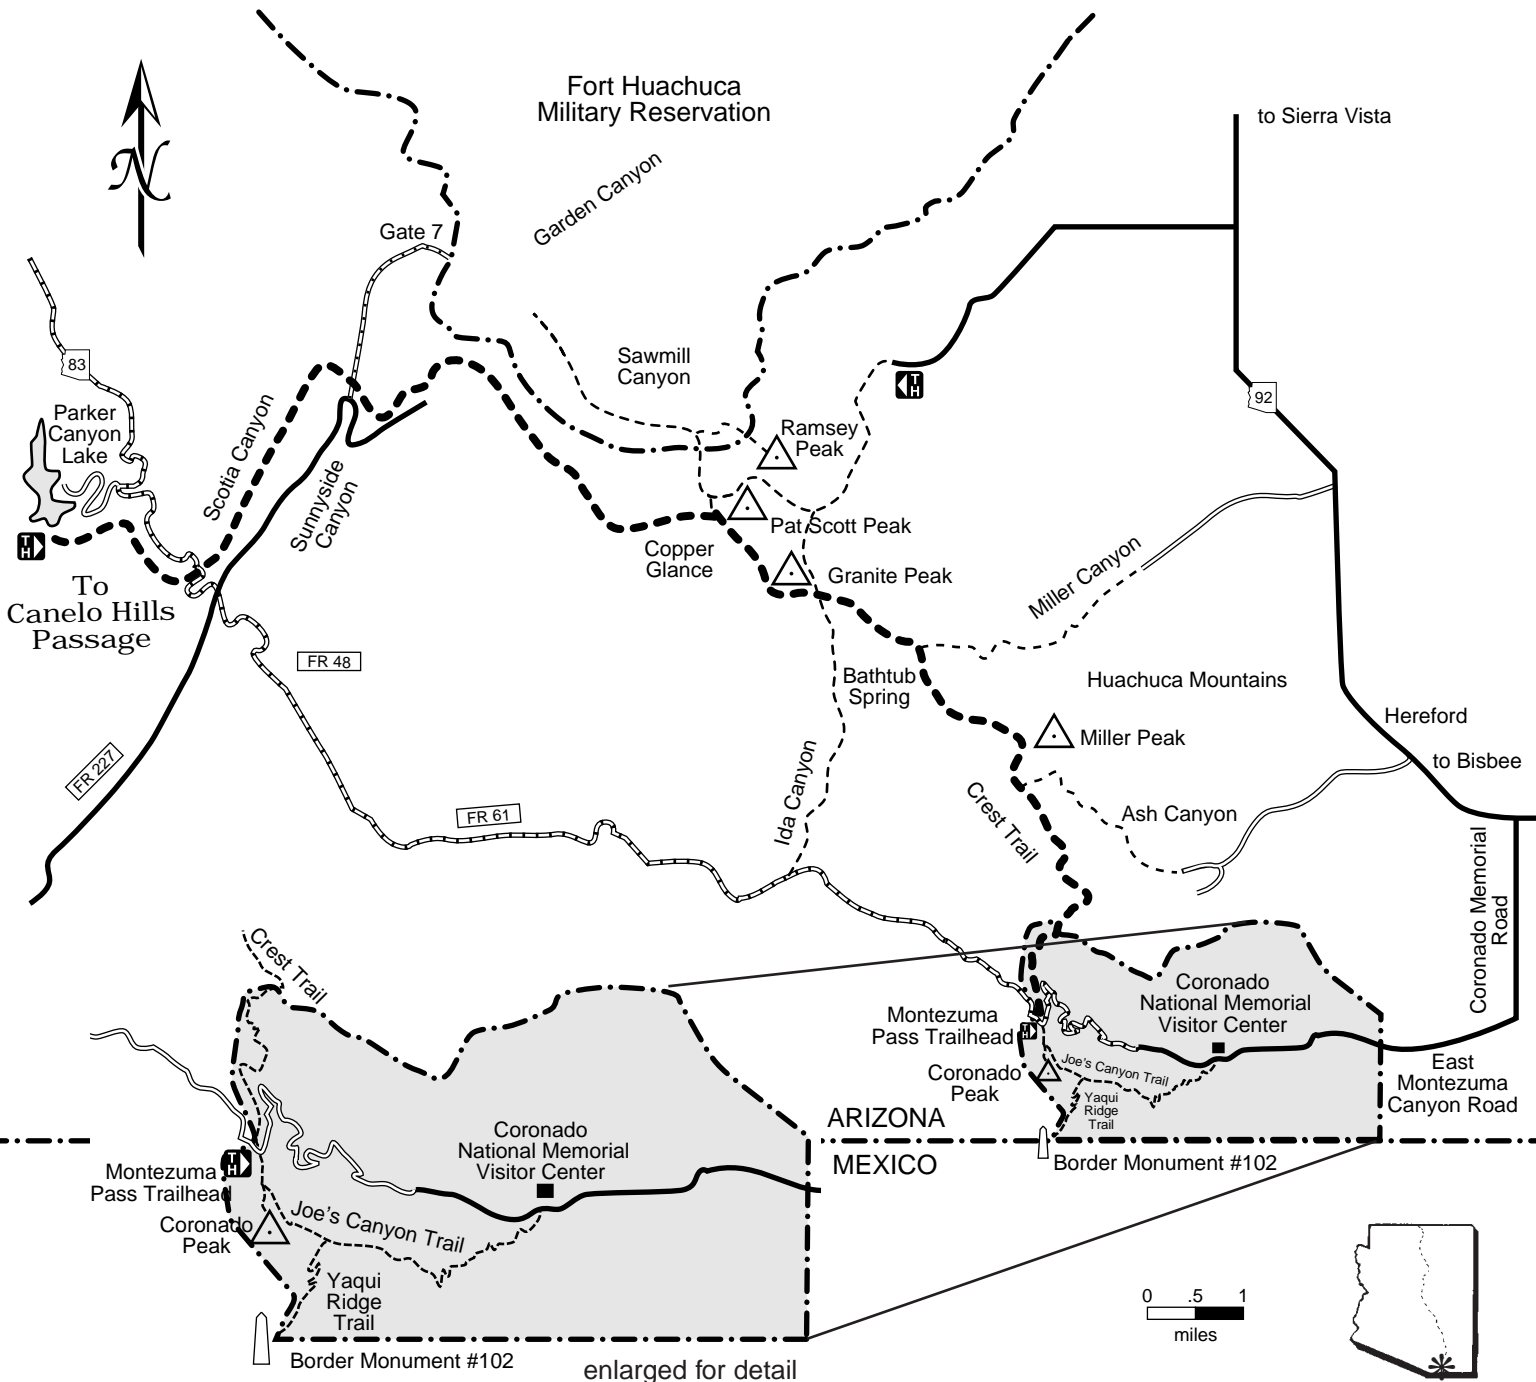 Fort Huachuca
Military Reservation
to Sierra Vista
N
Garden Canyon
Gate 7
83
Sawmill
Canyon
T
H
92
Parker
Canyon
Lake
Scotia Canyon
Ramsey
Peak
Sunnyside
Canyon
T
H
Pat Scott Peak
Copper
Glance
Granite Peak
Miller Canyon
To
Canelo Hills
Passage
FR 48
Bathtub
Spring
Huachuca Mountains
Hereford
Miller Peak
to Bisbee
FR 227
Ida Canyon
Crest Trail
FR 61
Ash Canyon
Coronado Memorial
Road
Crest Trail
Coronado
National Memorial
Visitor Center
Montezuma
Pass Trailhead
T
H
Joe's Canyon Trail
Coronado
Peak
Yaqui
Ridge
Trail
East
Montezuma
Canyon Road
ARIZONA
MEXICO
Border Monument #102
Coronado
National Memorial
Visitor Center
Montezuma
Pass Trailhead
T
H
Joe's Canyon Trail
Coronado
Peak
Yaqui
Ridge
Trail
0 .5 1
miles
Border Monument #102
enlarged for detail